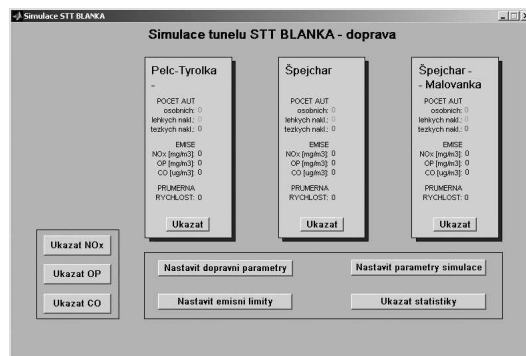 Simulace STT BLANKA
Simulace tunelu STT BLANKA - doprava
Pelc-Tyrolka
-
POCET AUT
osobnich: 0
lehkych nakl.: 0
tezkych nakl.: 0
EMISE
NOx [mg/m3]: 0
OP [mg/m3]: 0
CO [ug/m3]: 0
PRUMERNA
RYCHLOST: 0
Ukazat
Špejchar
POCET AUT
osobnich: 0
lehkych nakl.: 0
tezkych nakl.: 0
EMISE
NOx [mg/m3]: 0
OP [mg/m3]: 0
CO [ug/m3]: 0
PRUMERNA
RYCHLOST: 0
Ukazat
Špejchar -
- Malovanka
POCET AUT
osobnich: 0
lehkych nakl.: 0
tezkych nakl.: 0
EMISE
NOx [mg/m3]: 0
OP [mg/m3]: 0
CO [ug/m3]: 0
PRUMERNA
RYCHLOST: 0
Ukazat
Ukazat NOx
Ukazat OP
Ukazat CO
Nastavit dopravni parametry
Nastavit parametry simulace
Nastavit emisni limity
Ukazat statistiky